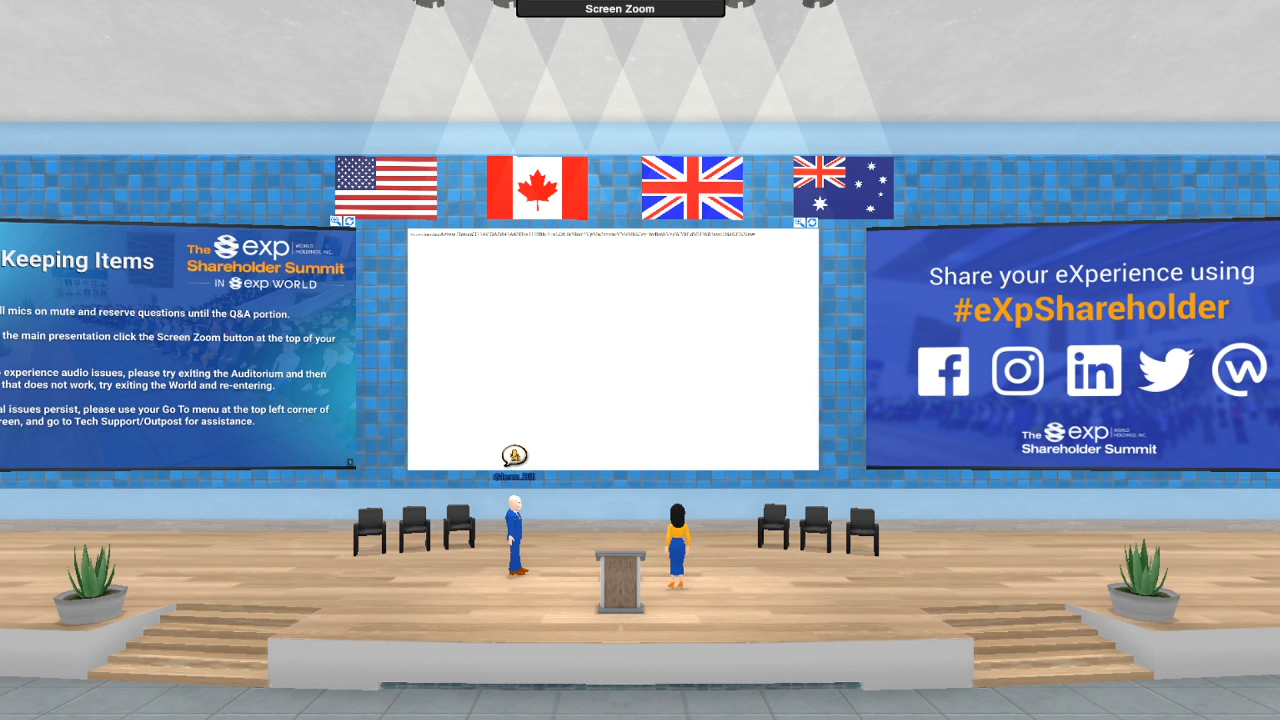 Screen Zoom
Keeping Items
The exp WORLD HOLDINGS, INC.
Shareholder Summit
IN exp WORLD
ll mics on mute and reserve questions until the Q&A portion.
the main presentation click the Screen Zoom button at the top of your
experience audio issues, please try exiting the Auditorium and then
that does not work, try exiting the World and re-entering.
al issues persist, please use your Go To menu at the top left corner of
reen, and go to Tech Support/Outpost for assistance.
Share your eXperience using
#eXpShareholder
The exp WORLD HOLDINGS, INC.
Shareholder Summit
Glenn.Bill